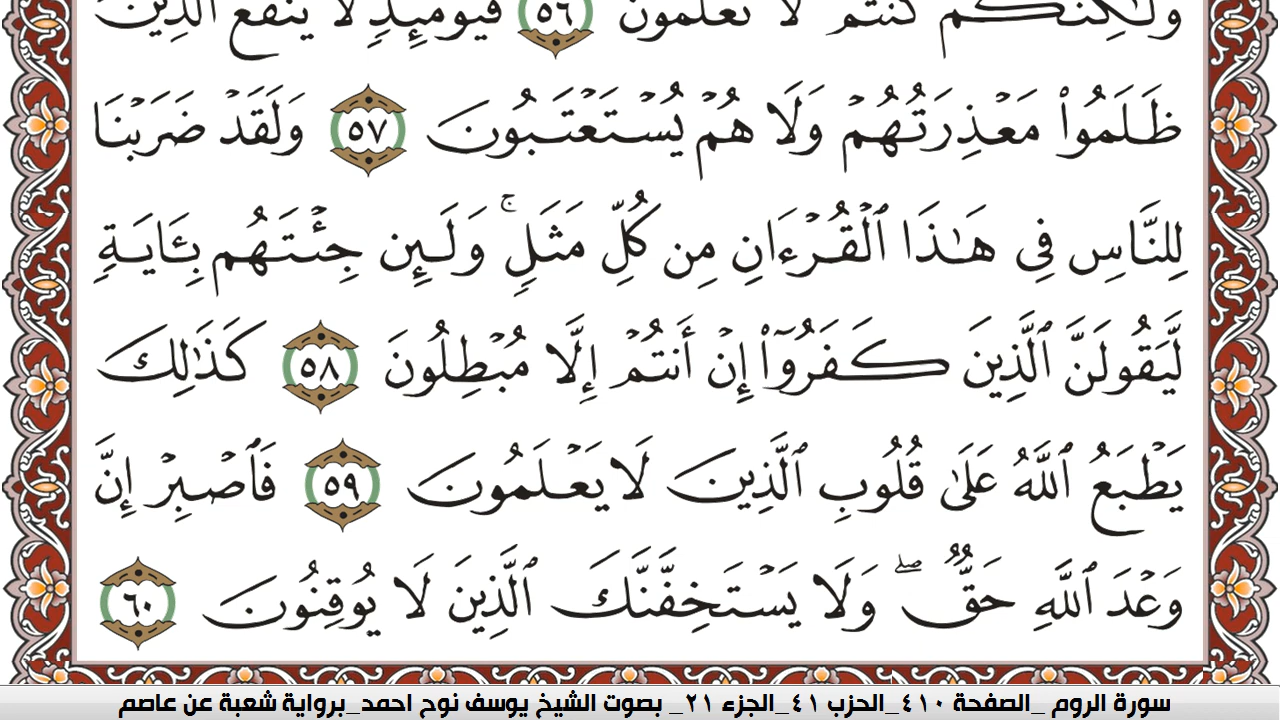 وَلَٰكِنَّكُمْ كُنتُمْ لَا تَعْلَمُونَ ٥٦ فَيَوْمَئِذٍ لَّا يَنفَعُ الَّذِينَ
ظَلَمُوا۟ مَعْذِرَتُهُمْ وَلَا هُمْ يُسْتَعْتَبُونَ ٥٧ وَلَقَدْ ضَرَبْنَا
لِلنَّاسِ فِى هَٰذَا ٱلْقُرْءَانِ مِن كُلِّ مَثَلٍۚ وَلَئِن جِئْتَهُم بِـَٔايَةٍ
لَّيَقُولَنَّ ٱلَّذِينَ كَفَرُوٓا۟ إِنْ أَنتُمْ إِلَّا مُبْطِلُونَ ٥٨ كَذَٰلِكَ
يَطْبَعُ ٱللَّهُ عَلَىٰ قُلُوبِ ٱلَّذِينَ لَا يَعْلَمُونَ ٥٩ فَٱصْبِرْ إِنَّ
وَعْدَ ٱللَّهِ حَقٌّۖ وَلَا يَسْتَخِفَّنَّكَ ٱلَّذِينَ لَا يُوقِنُونَ ٦٠
سورة الروم _الصفحة ٤١٠_الحزب ٤١_الجزء ٢١_ بصوت الشيخ يوسف نوح احمد_برواية شعبة عن عاصم